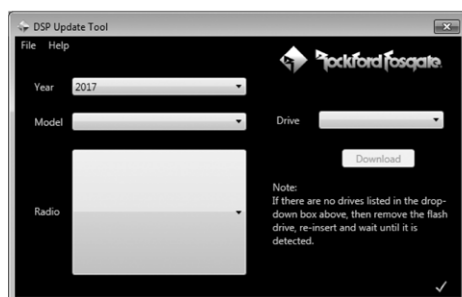 DSP Update Tool
File Help
Rockford Fosgate
Year 2017
Model
Radio
Drive
Download
Note:
If there are no drives listed in the drop-
down box above, then remove the flash
drive, re-insert and wait until it is
detected.